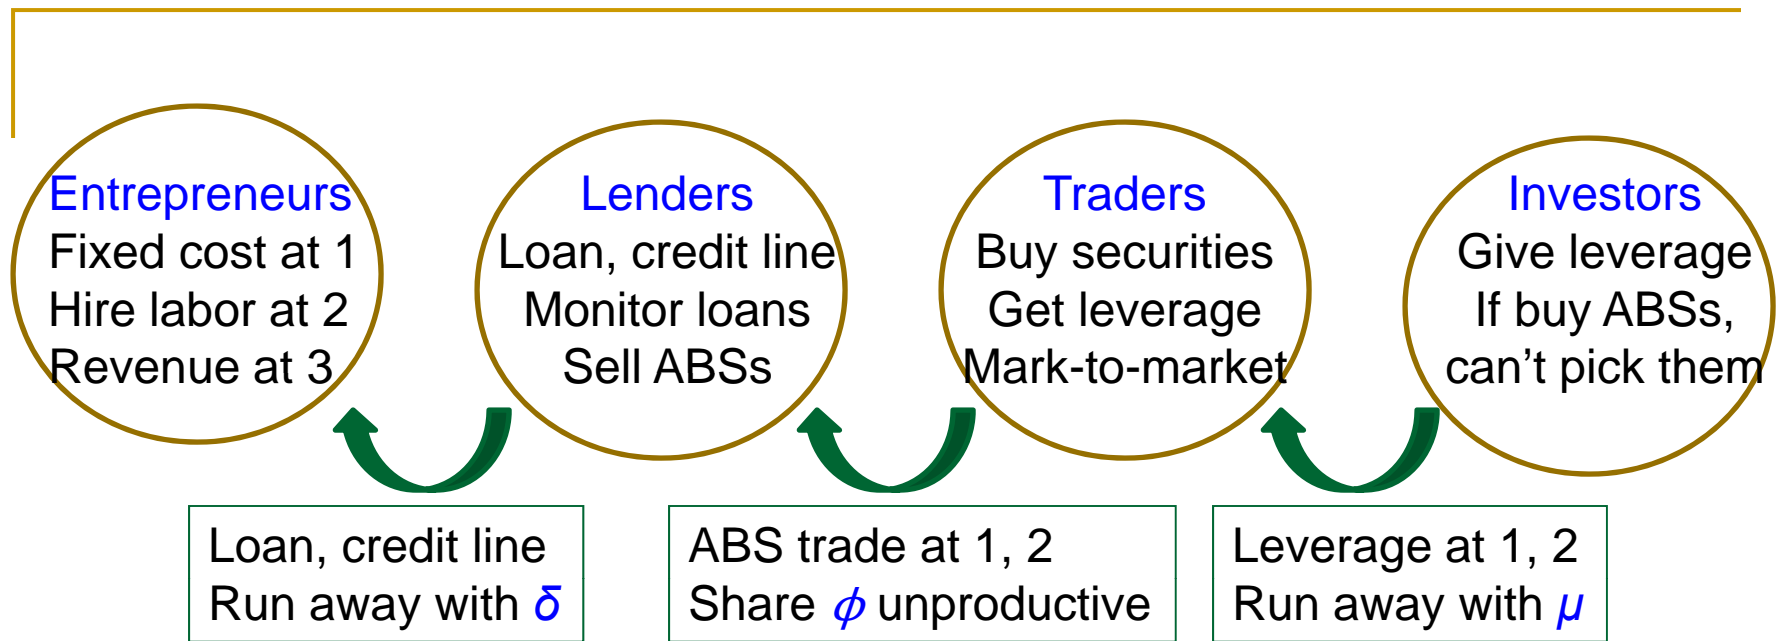 Entrepreneurs
Fixed cost at 1
Hire labor at 2
Revenue at 3
Lenders
Loan, credit line
Monitor loans
Sell ABSs
Traders
Buy securities
Get leverage
Mark-to-market
Investors
Give leverage
If buy ABSs,
can't pick them
Loan, credit line
Run away with δ
ABS trade at 1, 2
Share ϕ unproductive
Leverage at 1, 2
Run away with μ